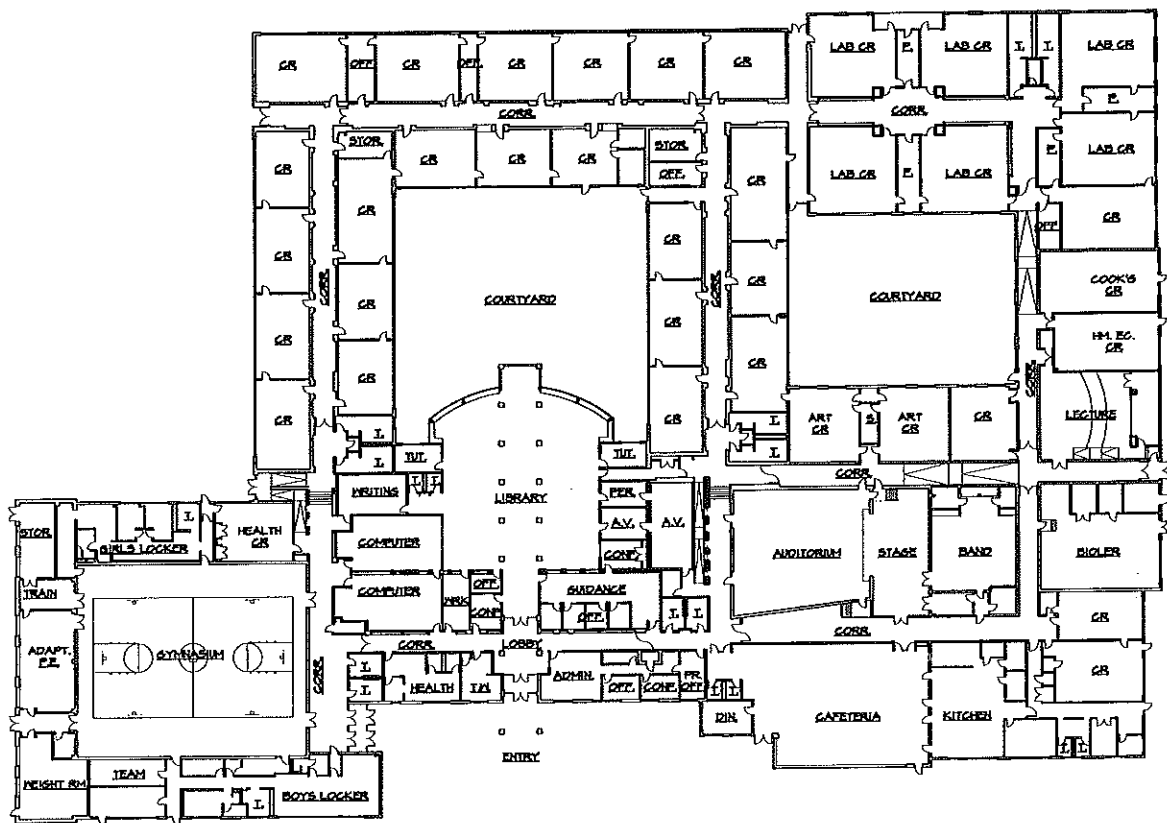 LAB CR
P.
LAB CR
T.
T.
LAB CR
CR
OFF.
CR
OFF.
CR
CR
CR
CR
P.
CORR.
CORR.
STOR.
CR
CR
CR
STOR.
OFF.
CR
CR
LAB CR
P.
LAB CR
P.
LAB CR
CR
CR
OFF.
CR
CR
CR
CR
CORR.
CR
COURTYARD
CR
CORR.
CR
COURTYARD
COOK'S
CR
HM. EC.
CR
CR
CR
CR
CR
CORR.
CR
CR
T.
T.
TUT.
TUT.
T.
T.
ART
CR
S.
ART
CR
CR
LECTURE
CORR.
WRITING
T.
T.
LIBRARY
PER.
A.V.
A.V.
CONF.
COMPUTER
AUDITORIUM
STAGE
BAND
BIOLER
STOR.
GIRLS LOCKER
T.
HEALTH
CR
TRAIN
COMPUTER
WRK
OFF.
CONF.
GUIDANCE
OFF.
T.
T.
CR
CORR.
LOBBY
CORR.
ADAPT.
P.E.
GYMNASIUM
CORR.
T.
T.
HEALTH
T.W.
ADMIN.
OFF.
CONF.
PR.
OFF.
T.
T.
CR
DIN.
CAFETERIA
KITCHEN
T.
T.
ENTRY
WEIGHT RM
TEAM
T.
BOYS LOCKER